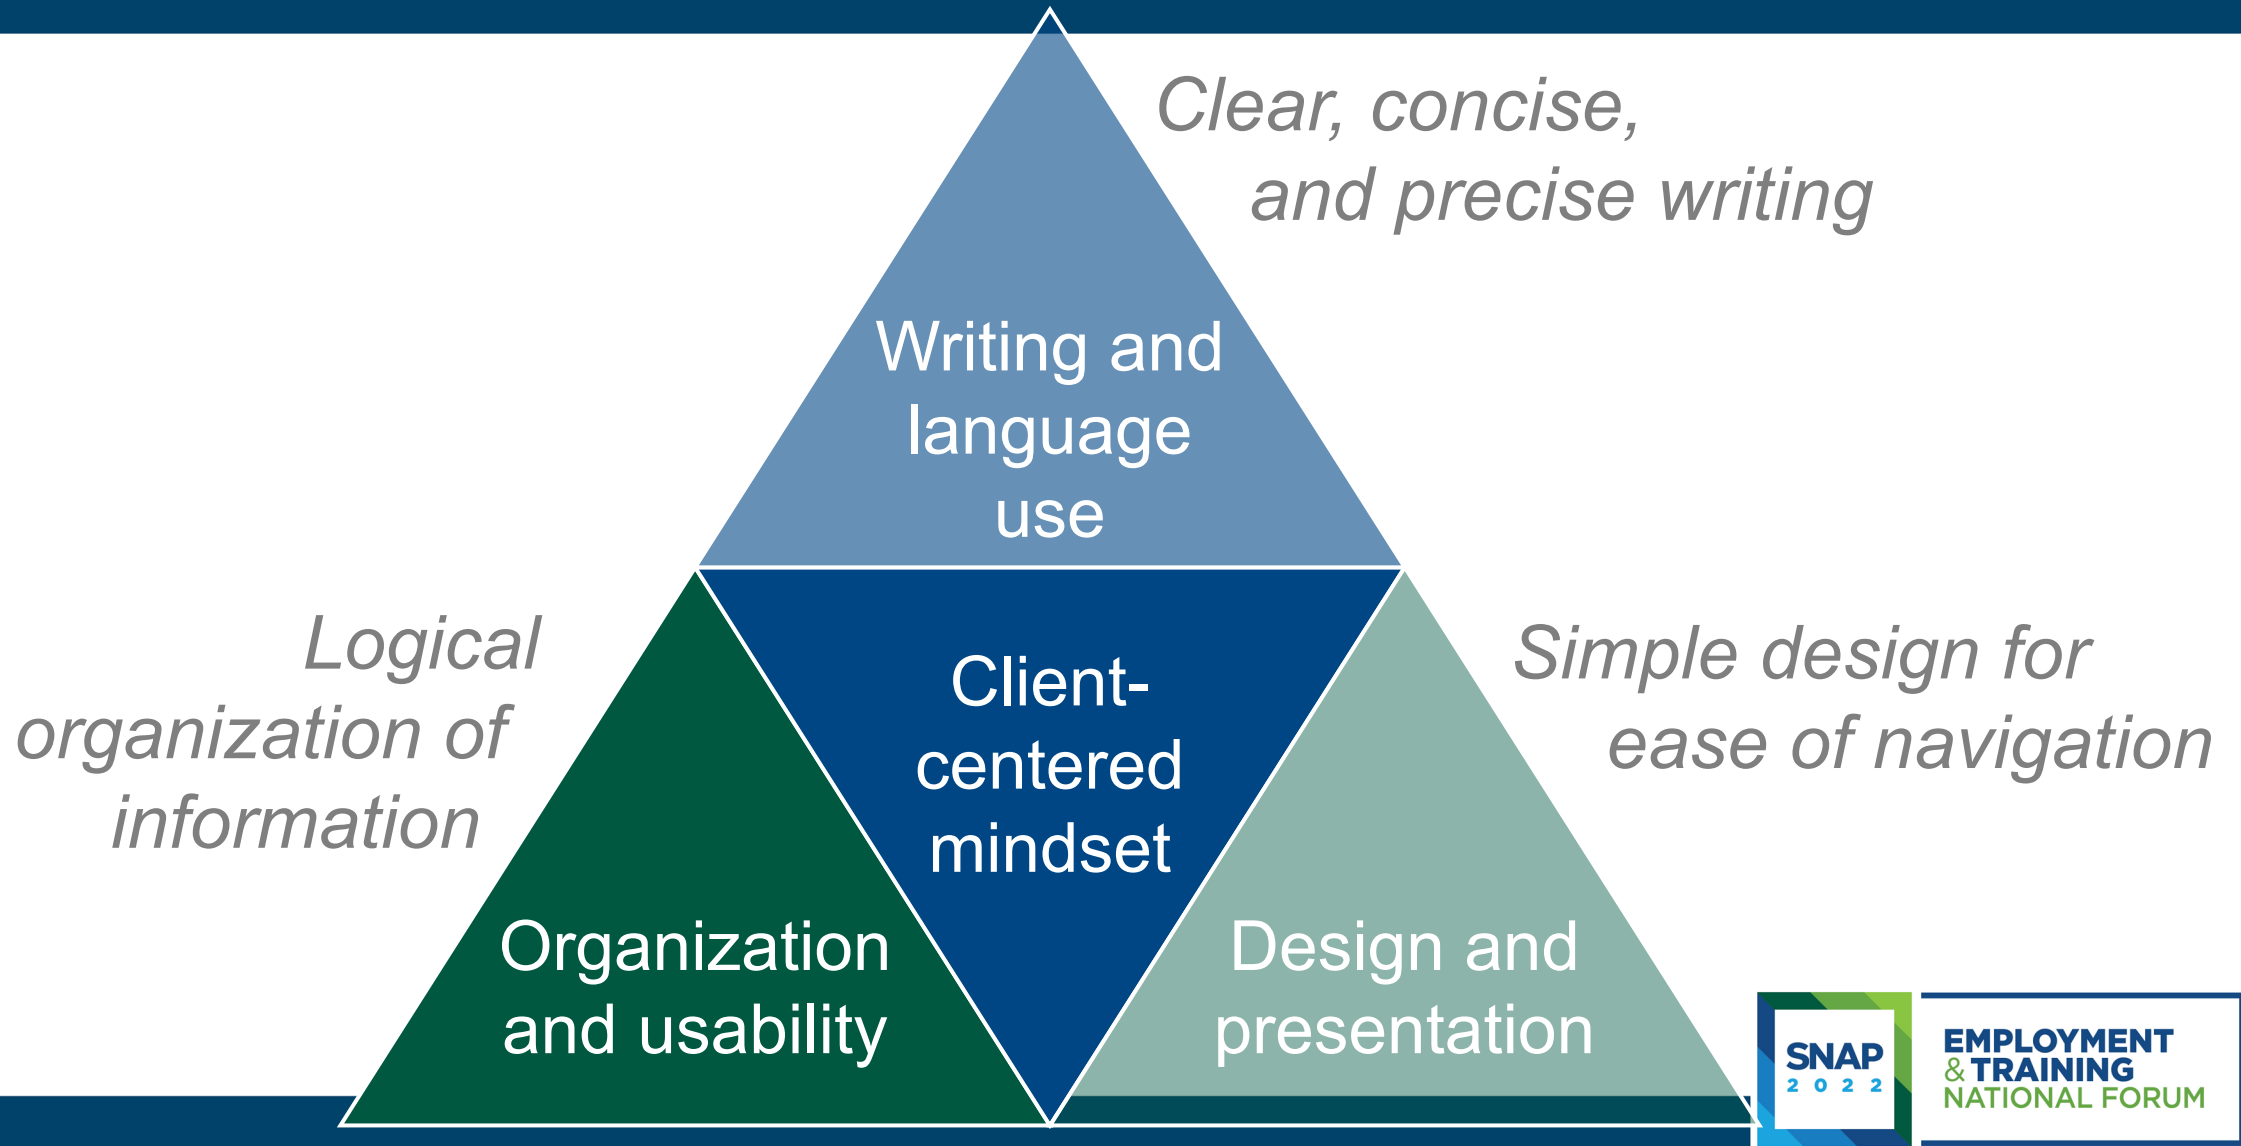 Clear, concise,
and precise writing
Writing and
language
use
Logical
organization of
information
Client-
centered
mindset
Simple design for
ease of navigation
Organization
and usability
Design and
presentation
SNAP
2022
EMPLOYMENT
& TRAINING
NATIONAL FORUM